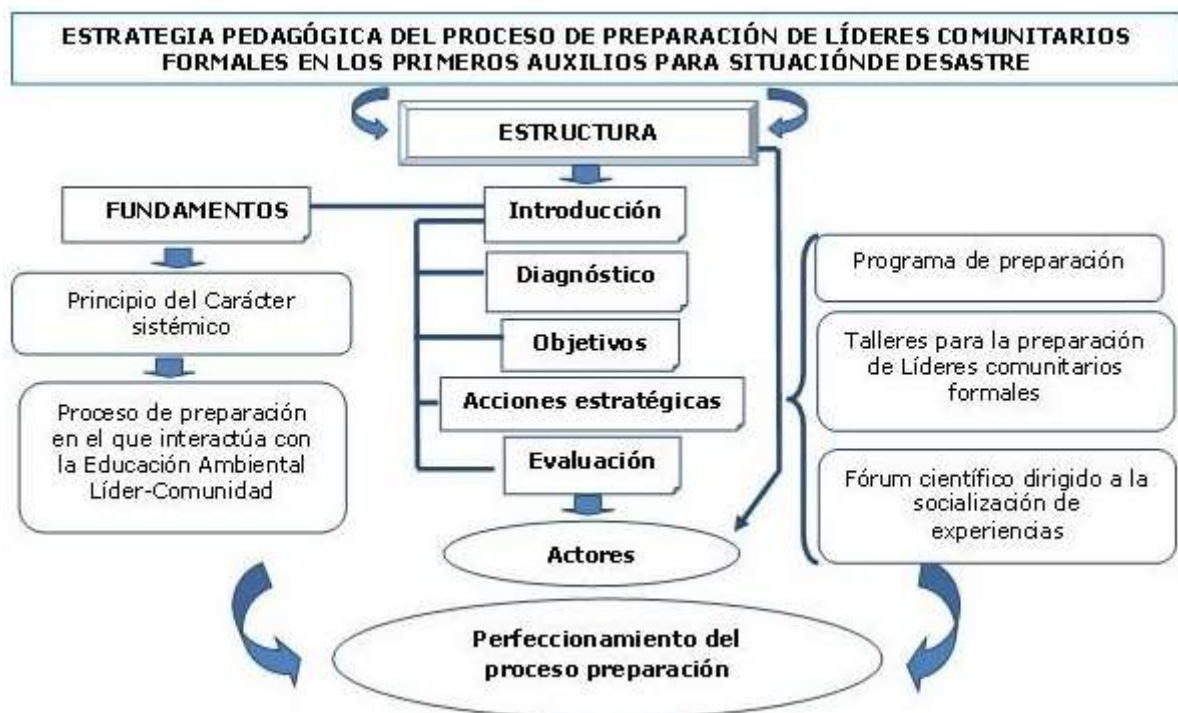 ESTRATEGIA PEDAGÓGICA DEL PROCESO DE PREPARACIÓN DE LÍDERES COMUNITARIOS
FORMALES EN LOS PRIMEROS AUXILIOS PARA SITUACIÓNDE DESASTRE
ESTRUCTURA
FUNDAMENTOS
Principio del Carácter
sistémico
Proceso de preparación
en el que interactúa con
la Educación Ambiental
Líder-Comunidad
Introducción
Diagnóstico
Objetivos
Acciones estratégicas
Evaluación
Actores
Programa de preparación
Talleres para la preparación
de Líderes comunitarios
formales
Fórum científico dirigido a la
socialización de
experiencias
Perfeccionamiento del
proceso preparación